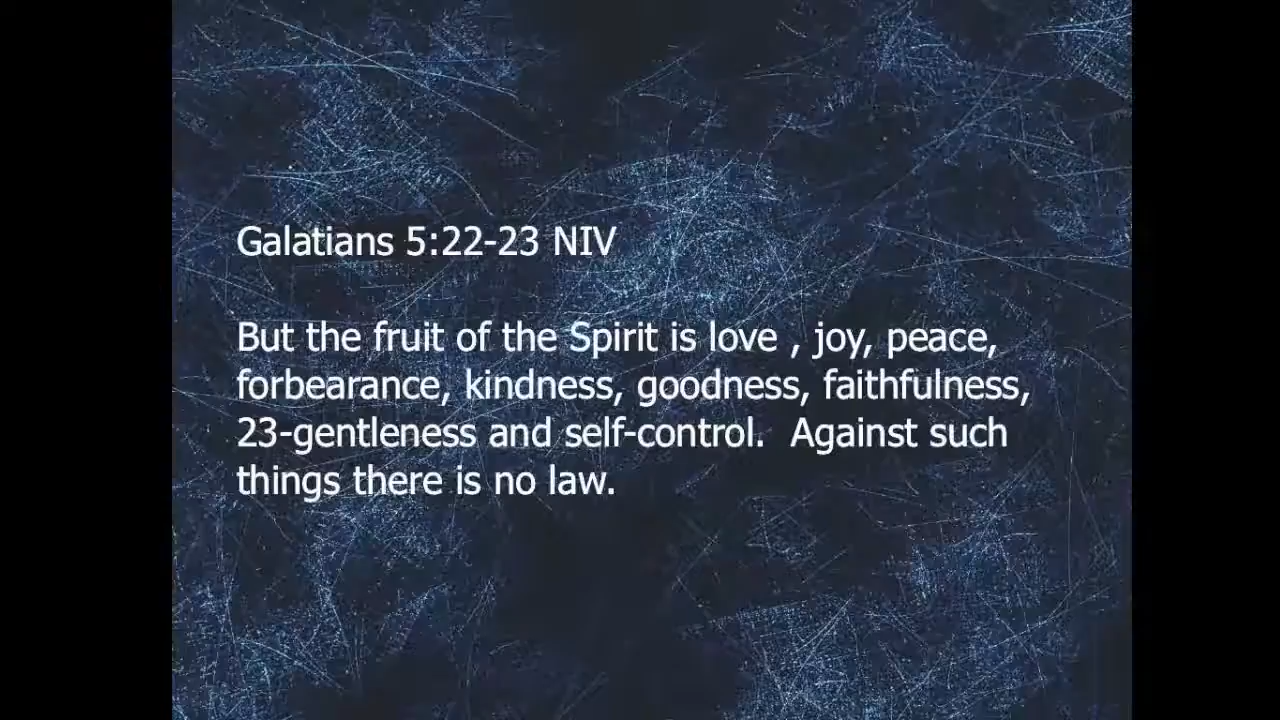 Galatians 5:22-23 NIV
But the fruit of the Spirit is love , joy, peace,
forbearance, kindness, goodness, faithfulness,
23-gentleness and self-control.  Against such
things there is no law.